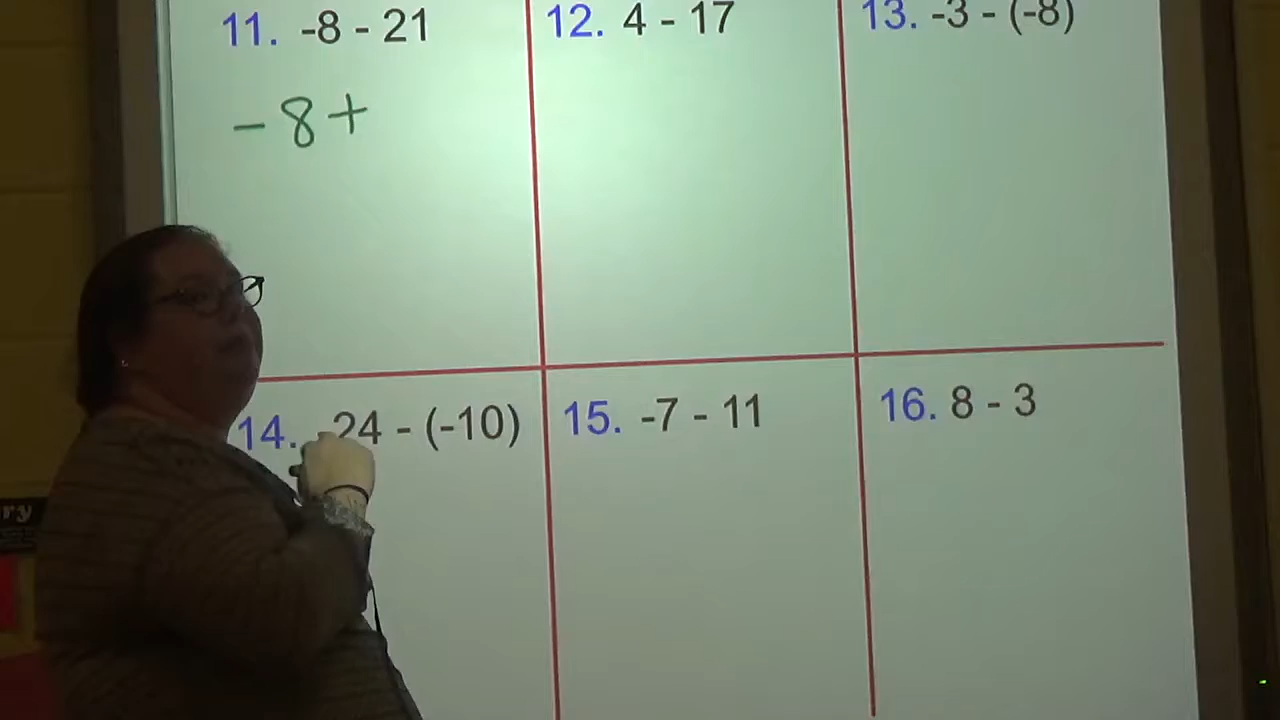 11. -8 - 21
12. 4 - 17
13. -3 - (-8)
- 8 +
14. -24 - (-10)
15. -7 - 11
16. 8 - 3
ry